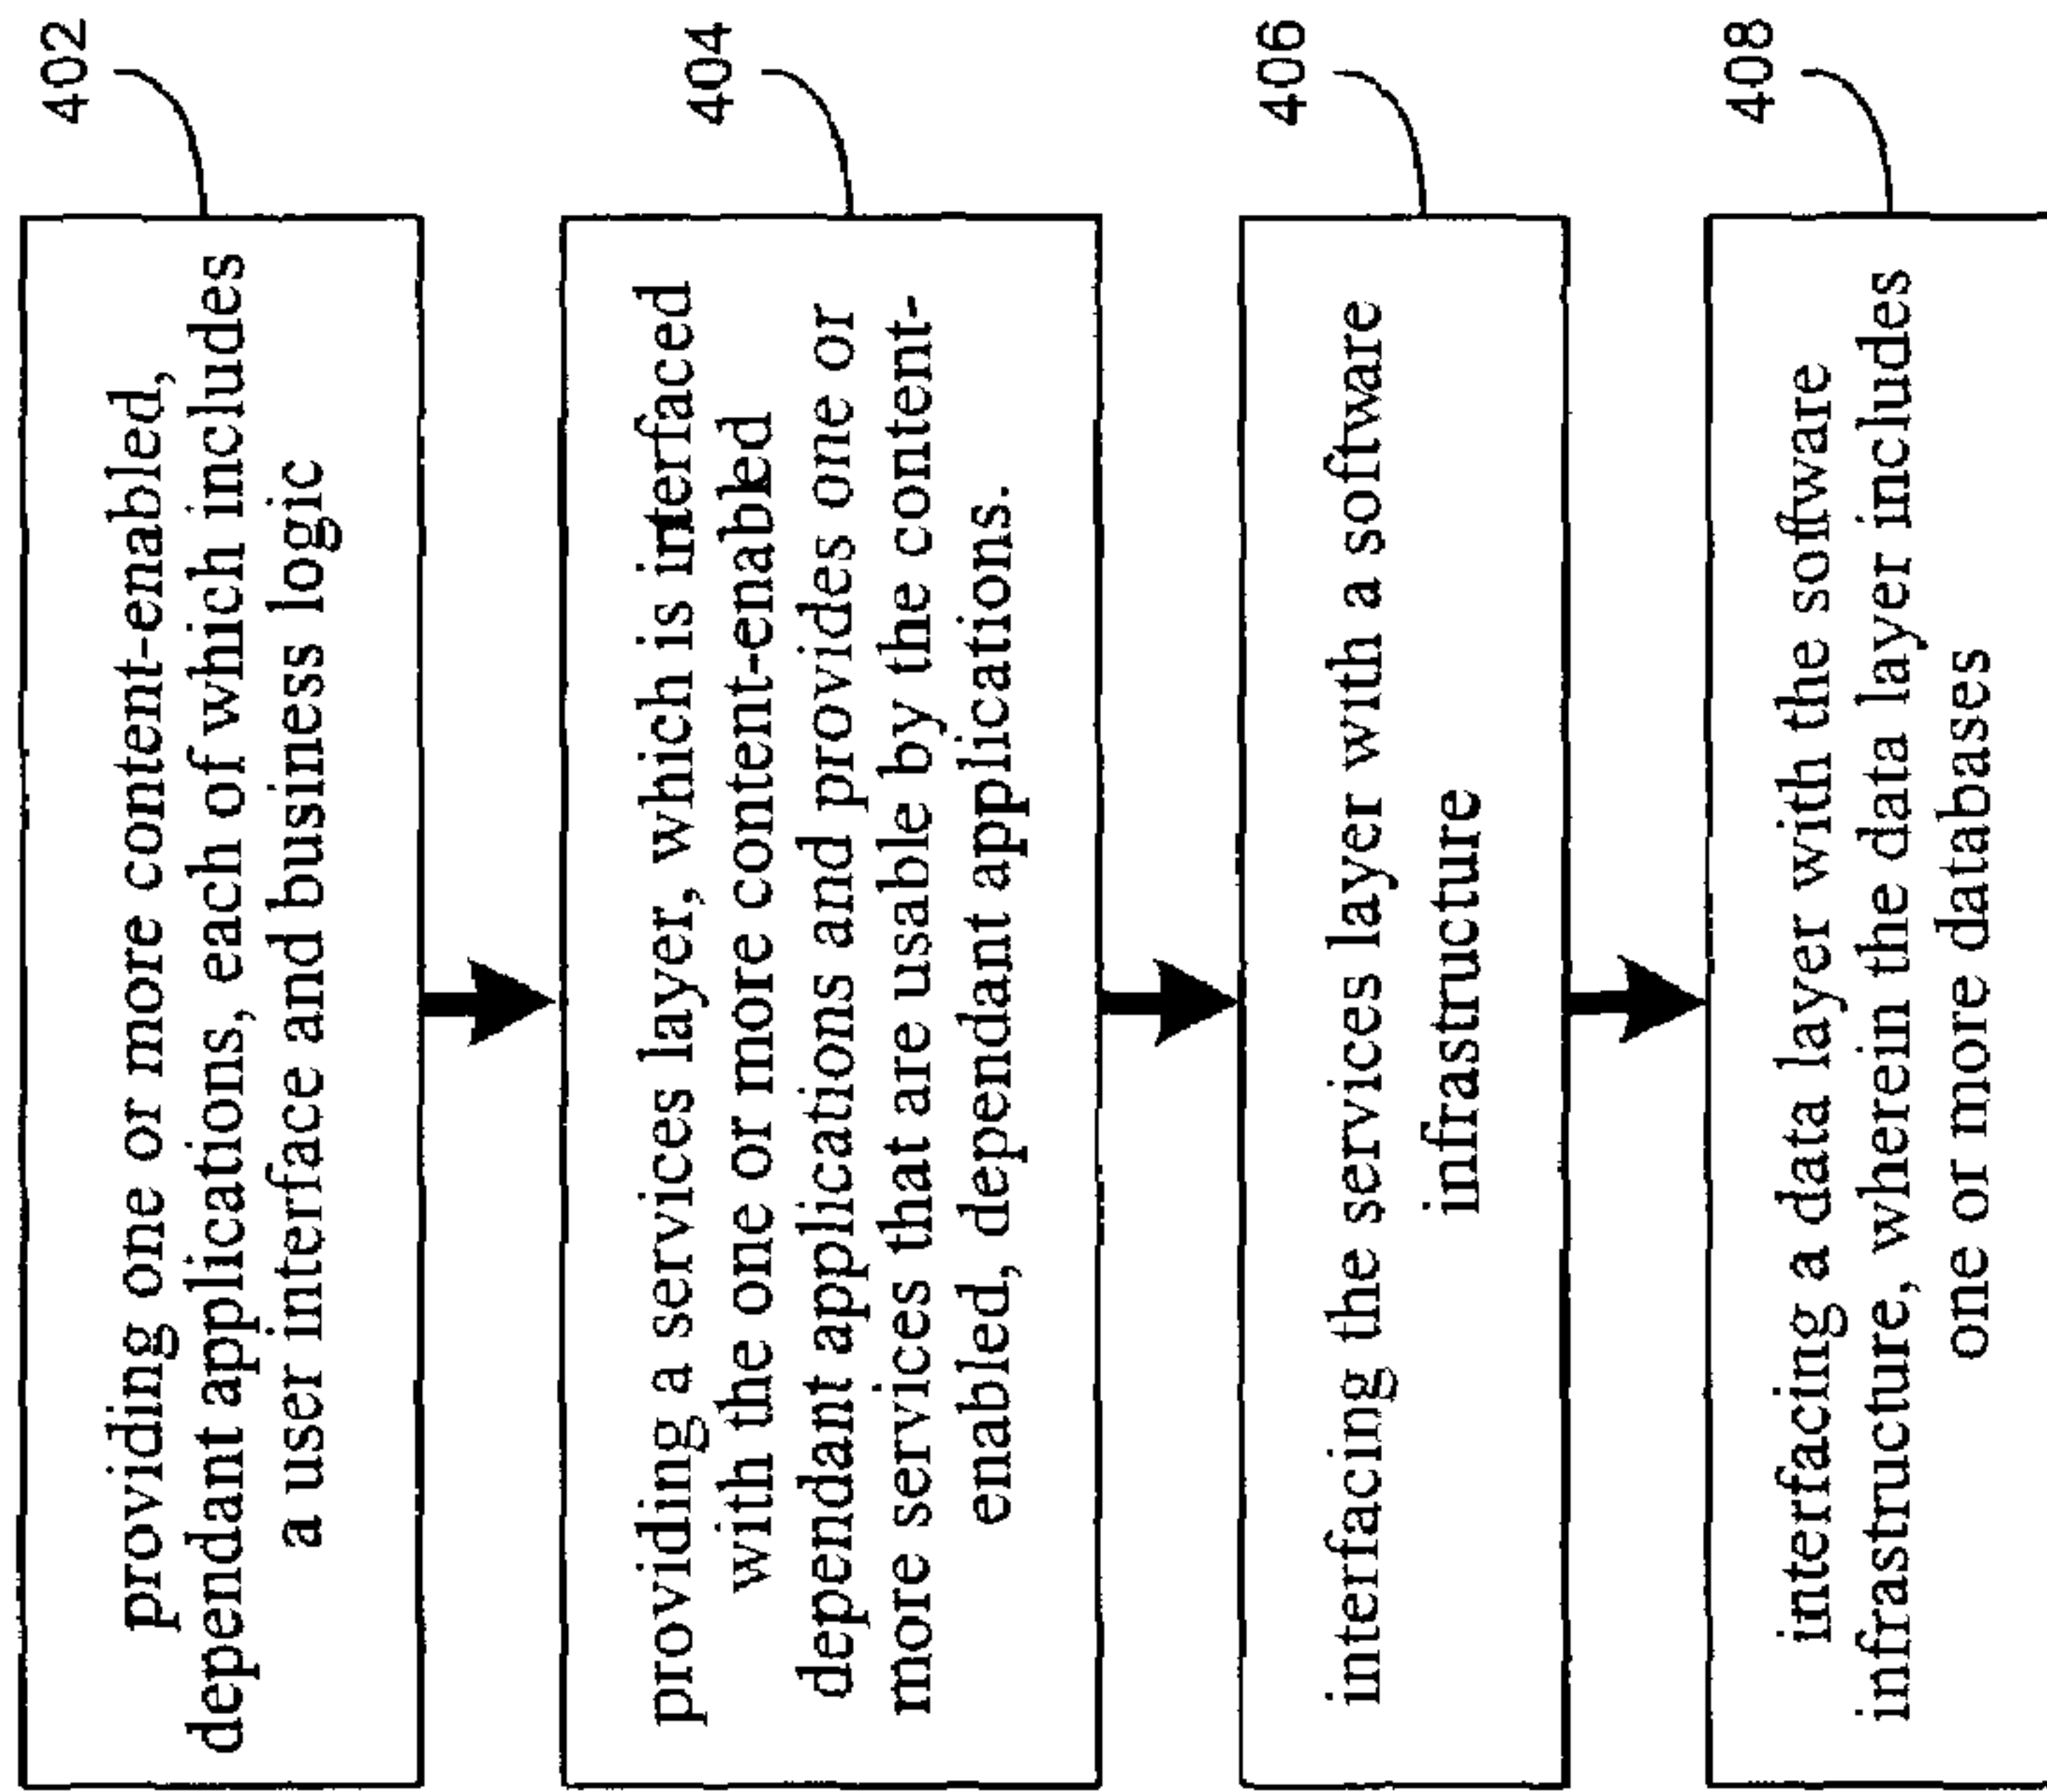 402
providing one or more content-enabled,
dependant applications, each of which includes
a user interface and business logic
404
providing a services layer, which is interfaced
with the one or more content-enabled
dependant applications and provides one or
more services that are usable by the content-
enabled, dependant applications.
406
interfacing the services layer with a software
infrastructure
408
interfacing a data layer with the software
infrastructure, wherein the data layer includes
one or more databases